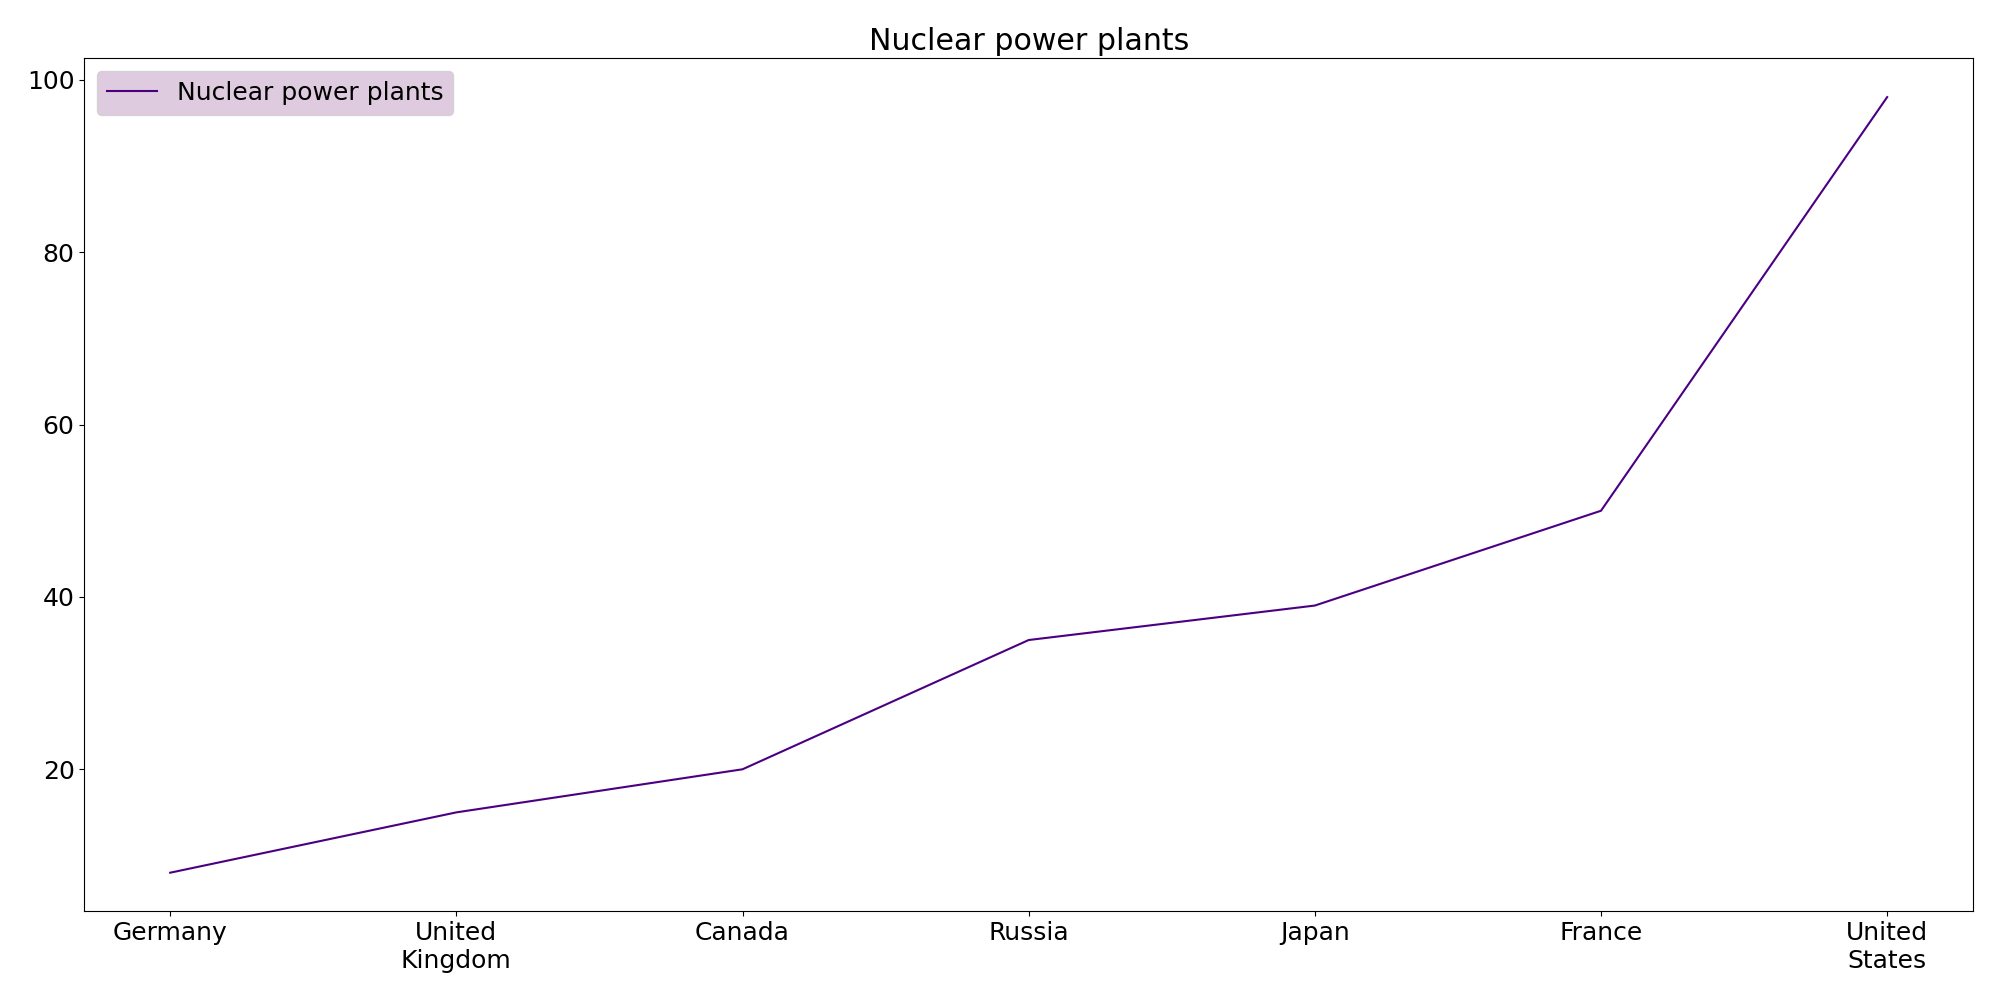 Nuclear power plants
Nuclear power plants
100
80
60
40
20
Germany
United
Kingdom
Canada
Russia
Japan
France
United
States